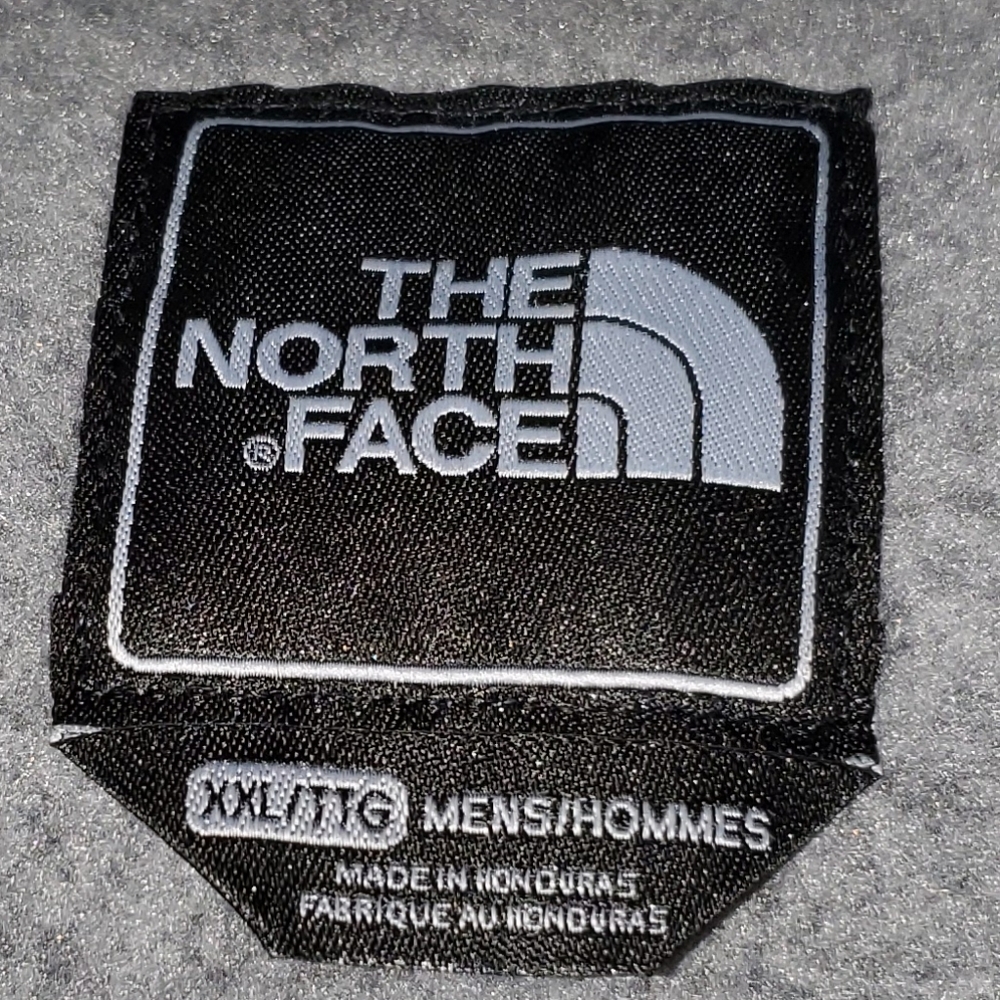 THE
NORTH
FACE
®
XXL/TTG MENS/HOMMES
MADE IN HONDURAS
FABRIQUE AU HONDURAS